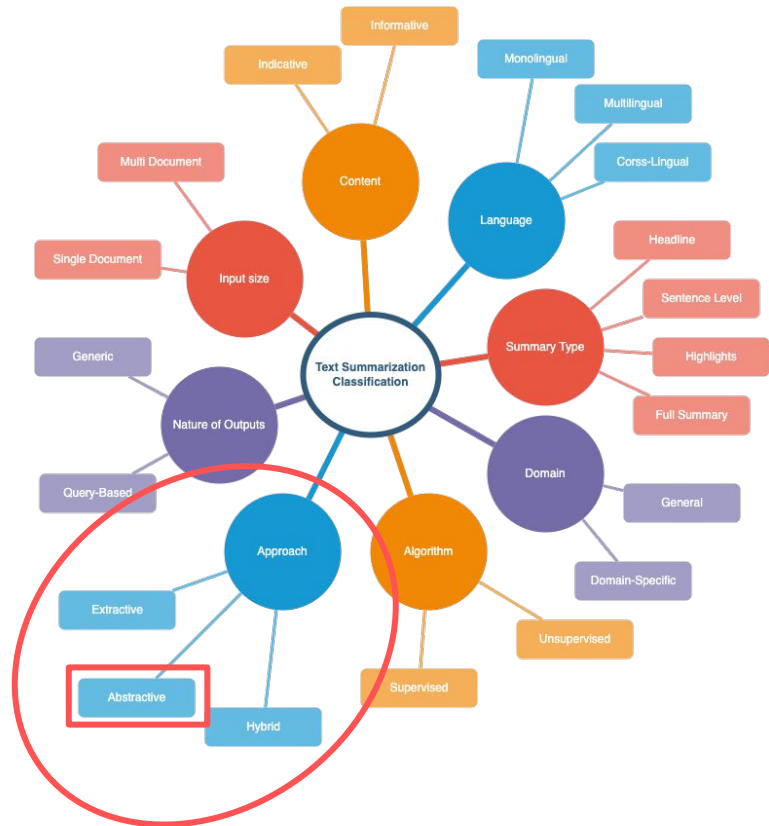 Informative
Indicative
Monolingual
Multilingual
Corss-Lingual
Multi Document
Content
Language
Single Document
Input size
Headline
Sentence Level
Summary Type
Highlights
Full Summary
Generic
Text Summarization
Classification
Nature of Outputs
Query-Based
Domain
General
Domain-Specific
Approach
Algorithm
Extractive
Unsupervised
Abstractive
Supervised
Hybrid